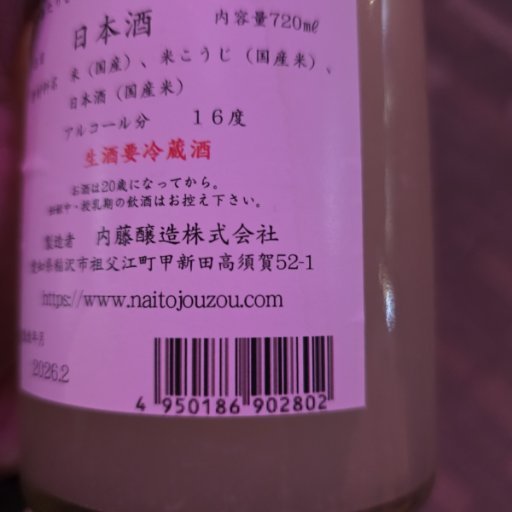 日本酒 内容量720ml
米(国産)、米こうじ(国産米)、
日本酒(国産米)
アルコール分 16度
生酒要冷蔵酒
お酒は20歳になってから。
妊娠中・授乳期の飲酒はお控え下さい。
製造者 内藤醸造株式会社
愛知県稲沢市祖父江町甲新田高須賀52-1
https://www.naitojouzou.com
2026.2
4 950186 902802